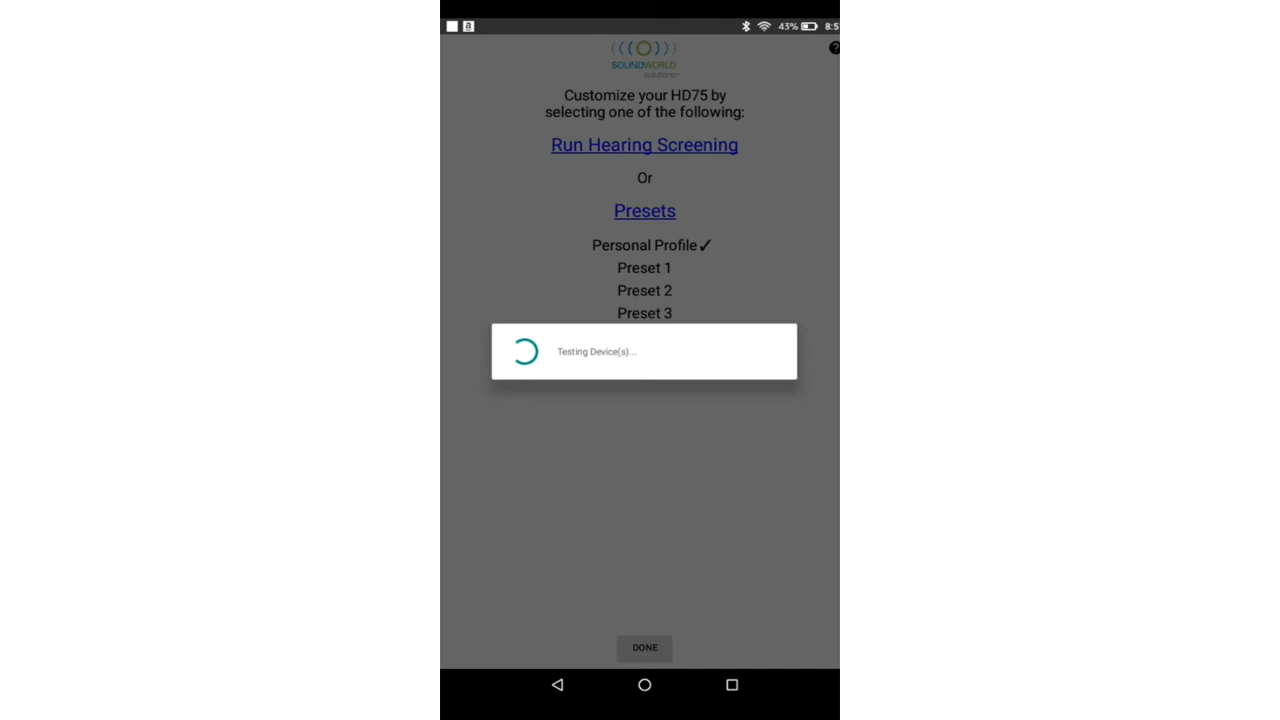 43%
8:5
SOUNDWORLD
solutions
Customize your HD75 by
selecting one of the following:
Run Hearing Screening
Or
Presets
Personal Profile✓
Preset 1
Preset 2
Preset 3
Testing Device(s)...
DONE